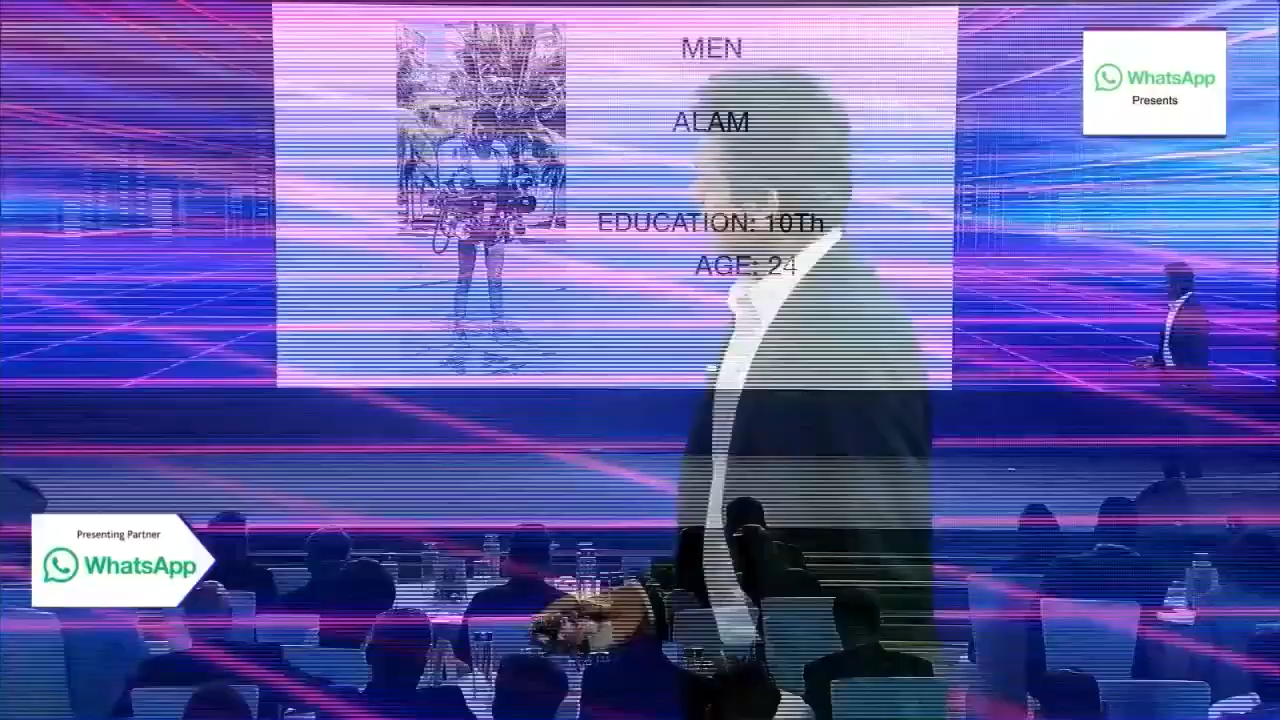 MEN
WhatsApp
Presents
ALAM
EDUCATION: 10Th
AGE: 24
Presenting Partner
WhatsApp